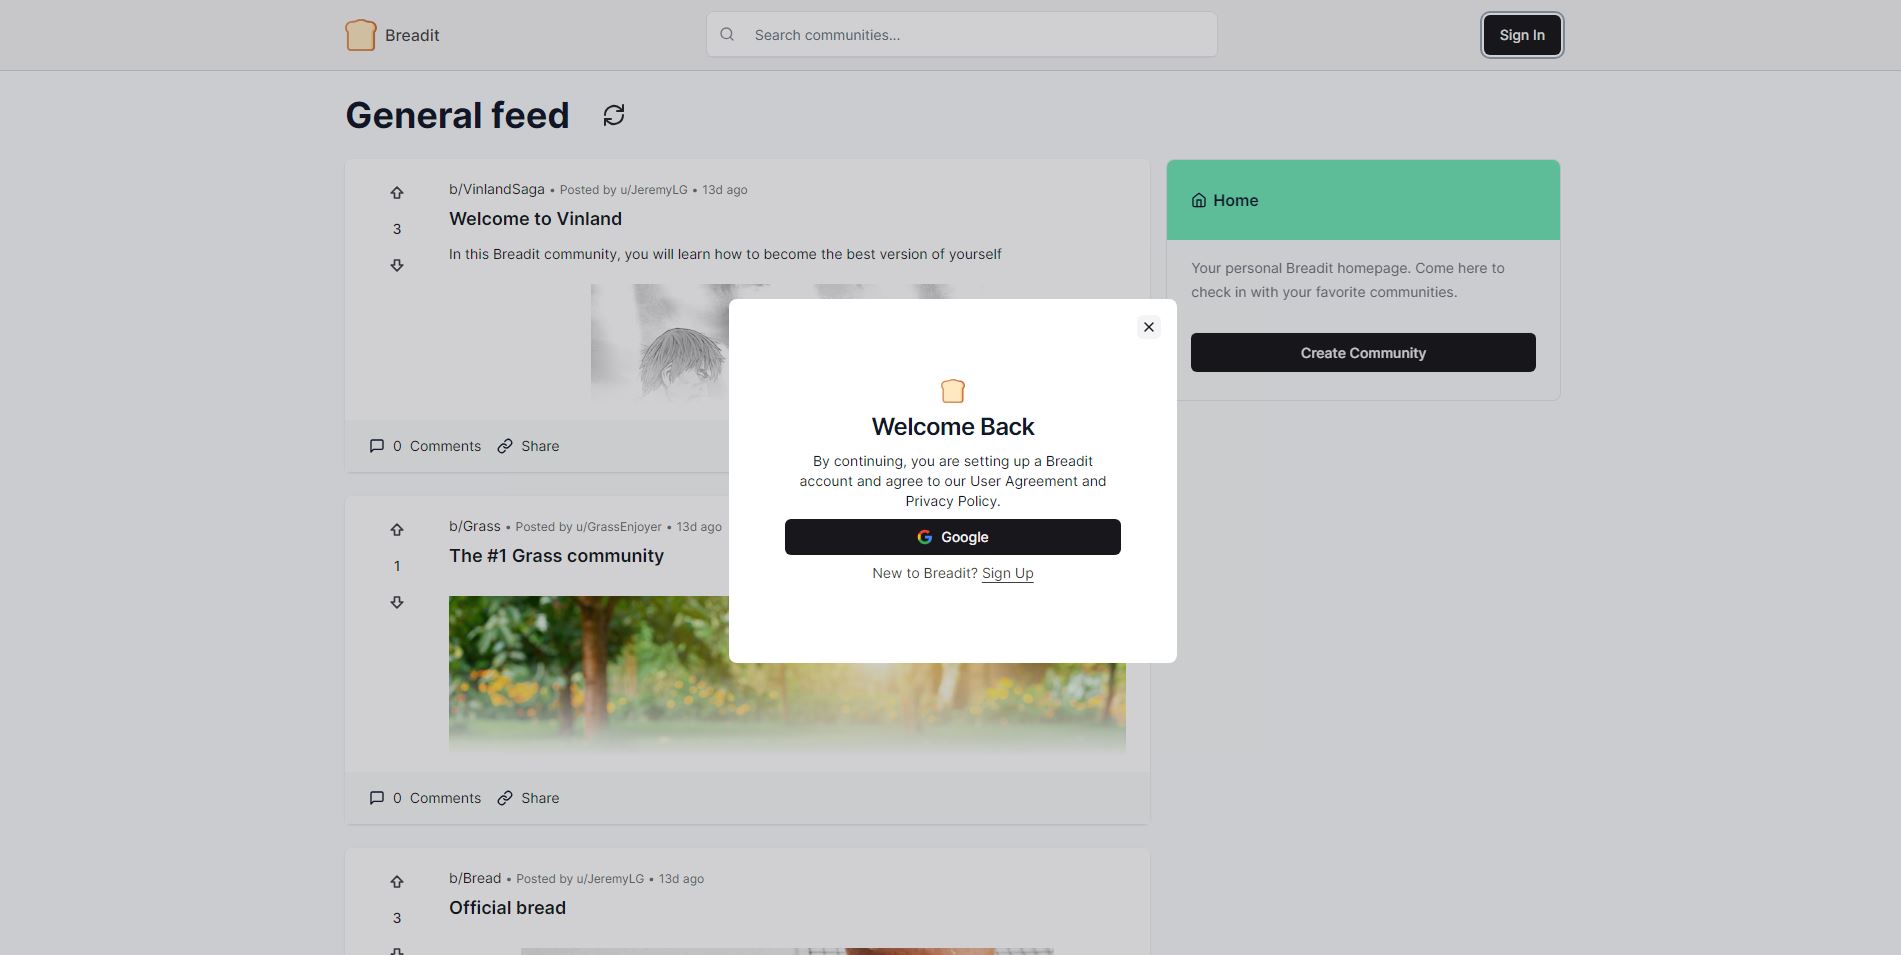 Breadit
Search communities...
Sign In
General feed
b/VinlandSaga • Posted by u/JeremyLG • 13d ago
3
Welcome to Vinland
In this Breadit community, you will learn how to become the best version of yourself
0 Comments Share
Home
Your personal Breadit homepage. Come here to
check in with your favorite communities.
Create Community
Welcome Back
By continuing, you are setting up a Breadit
account and agree to our User Agreement and
Privacy Policy.
Google
New to Breadit? Sign Up
b/Grass • Posted by u/GrassEnjoyer • 13d ago
1
The #1 Grass community
0 Comments Share
b/Bread • Posted by u/JeremyLG • 13d ago
3
Official bread